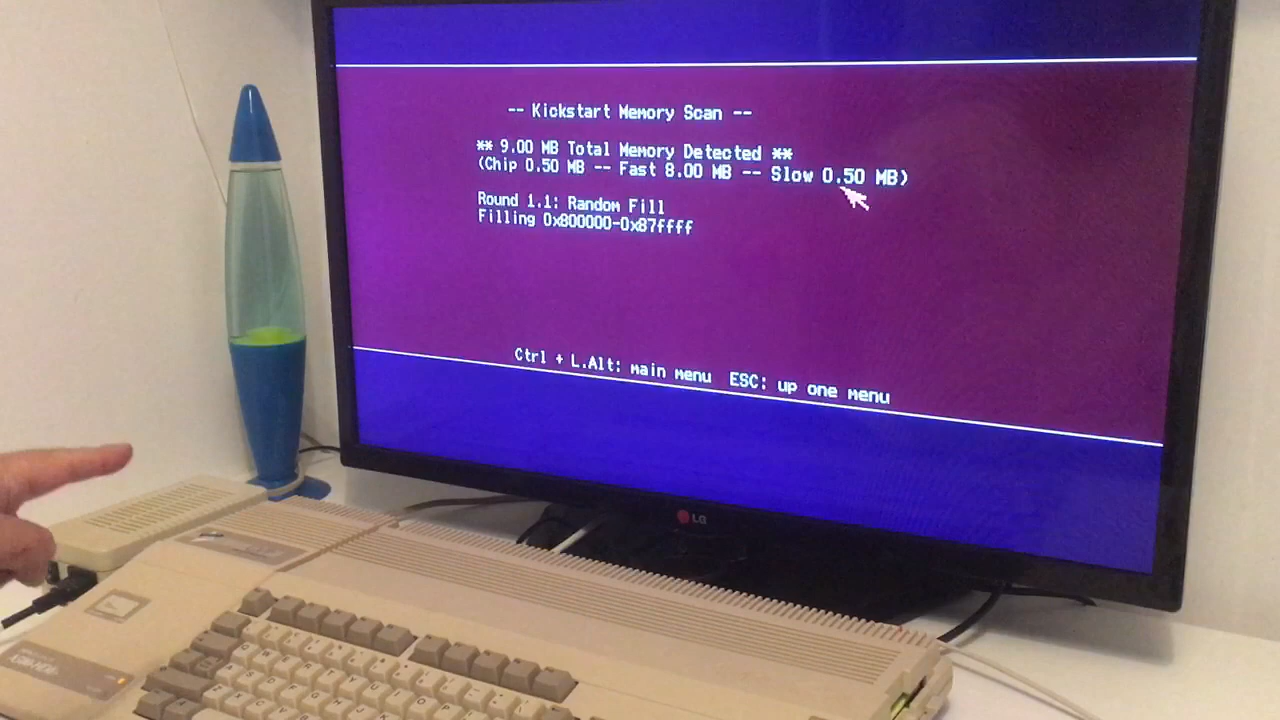 -- Kickstart Memory Scan --
** 9.00 MB Total Memory Detected **
(Chip 0.50 MB -- Fast 8.00 MB -- Slow 0.50 MB)
Round 1.1: Random Fill
Filling 0x800000-0x87ffff
Ctrl + L.Alt: main menu ESC: up one menu
LG